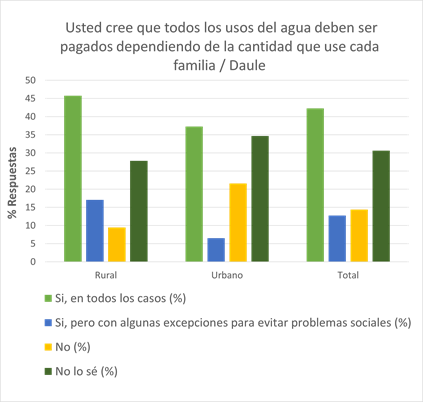 Usted cree que todos los usos del agua deben ser
pagados dependiendo de la cantidad que use cada
familia / Daule
% Respuestas
50
45
40
35
30
25
20
15
10
5
0
Rural
Urbano
Total
Si, en todos los casos (%)
Si, pero con algunas excepciones para evitar problemas sociales (%)
No (%)
No lo sé (%)